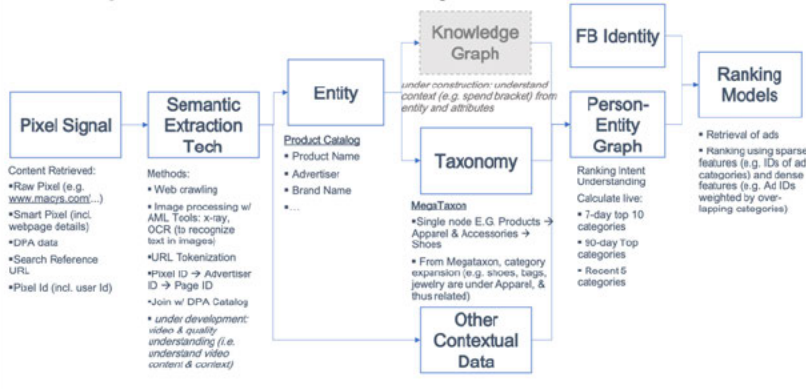 Pixel Signal
Content Retrieved:
▪Raw Pixel (e.g.
www.macys.com/...)
▪Smart Pixel (incl.
webpage details)
▪DPA data
▪Search Reference
URL
▪Pixel Id (incl. user Id)
Semantic
Extraction
Tech
Methods:
▪ Web crawling
▪ Image processing w/
AML Tools: x-ray,
OCR (to recognize
text in images)
▪URL Tokenization
▪Pixel ID → Advertiser
ID → Page ID
▪Join w/ DPA Catalog
▪ under development:
video & quality
understanding (i.e.
understand video
content & context)
Entity
Product Catalog
▪ Product Name
▪ Advertiser
▪ Brand Name
▪...
Knowledge
Graph
under construction: understand
context (e.g. spend bracket) from
entity and attributes
Taxonomy
MegaTaxon
▪Single node E.G. Products →
Apparel & Accessories →
Shoes
▪From Megataxon, category
expansion (e.g. shoes, bags,
jewelry are under Apparel, &
thus related)
Other
Contextual
Data
FB Identity
Person-
Entity
Graph
Ranking Intent
Understanding
Calculate live:
▪ 7-day top 10
categories
▪ 90-day Top
categories
▪ Recent 5
categories
Ranking
Models
▪ Retrieval of ads
▪ Ranking using sparse
features (e.g. IDs of ad
categories) and dense
features (e.g. Ad IDs
weighted by over-
lapping categories)